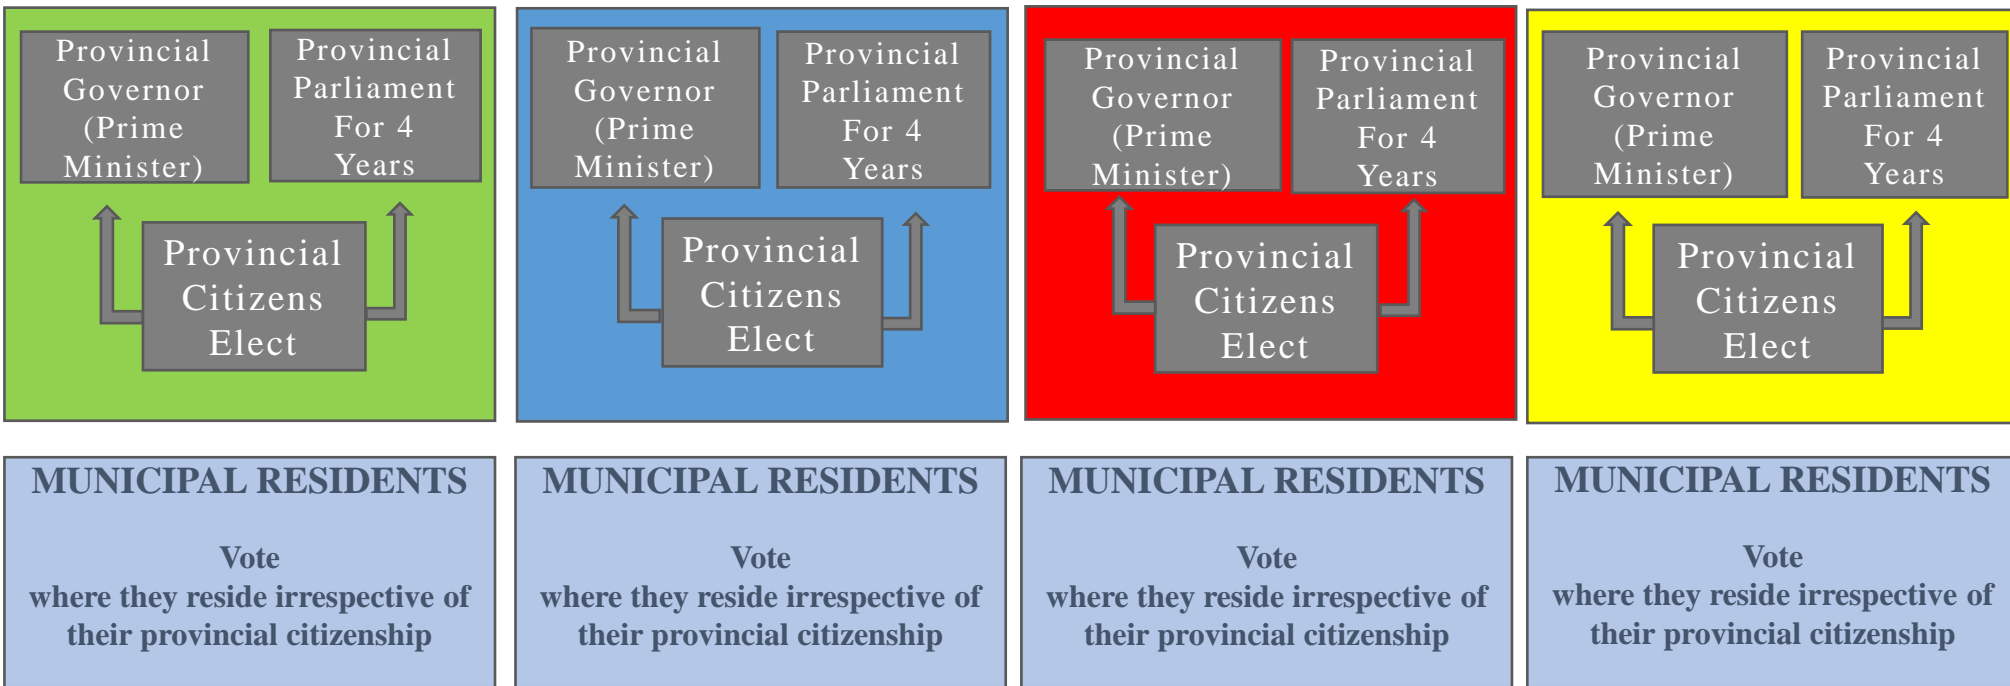 Provincial
Governor
(Prime
Minister)
Provincial
Parliament
For 4
Years
Provincial
Citizens
Elect
Provincial
Governor
(Prime
Minister)
Provincial
Parliament
For 4
Years
Provincial
Citizens
Elect
Provincial
Governor
(Prime
Minister)
Provincial
Parliament
For 4
Years
Provincial
Citizens
Elect
Provincial
Governor
(Prime
Minister)
Provincial
Parliament
For 4
Years
Provincial
Citizens
Elect
MUNICIPAL RESIDENTS
Vote
where they reside irrespective of
their provincial citizenship
MUNICIPAL RESIDENTS
Vote
where they reside irrespective of
their provincial citizenship
MUNICIPAL RESIDENTS
Vote
where they reside irrespective of
their provincial citizenship
MUNICIPAL RESIDENTS
Vote
where they reside irrespective of
their provincial citizenship